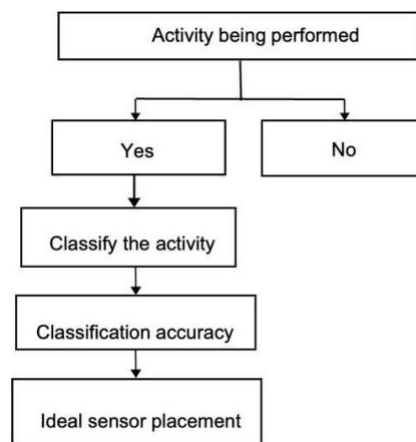 Activity being performed
Yes
No
Classify the activity
Classification accuracy
Ideal sensor placement